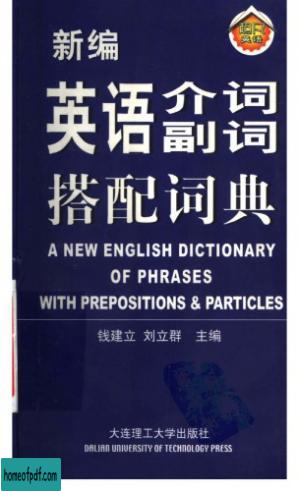 新编
英语
介词
副词
搭配词典
A NEW ENGLISH DICTIONARY
OF PHRASES
WITH PREPOSITIONS & PARTICLES
钱建立 刘立群 主编
大连理工大学出版社
DALIAN UNIVERSITY OF TECHNOLOGY PRESS
homeofpdf.com